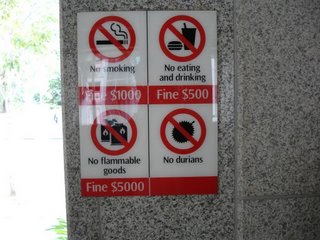 No smoking
Fine $1000
No eating
and drinking
Fine $500
No flammable
goods
Fine $5000
No durians